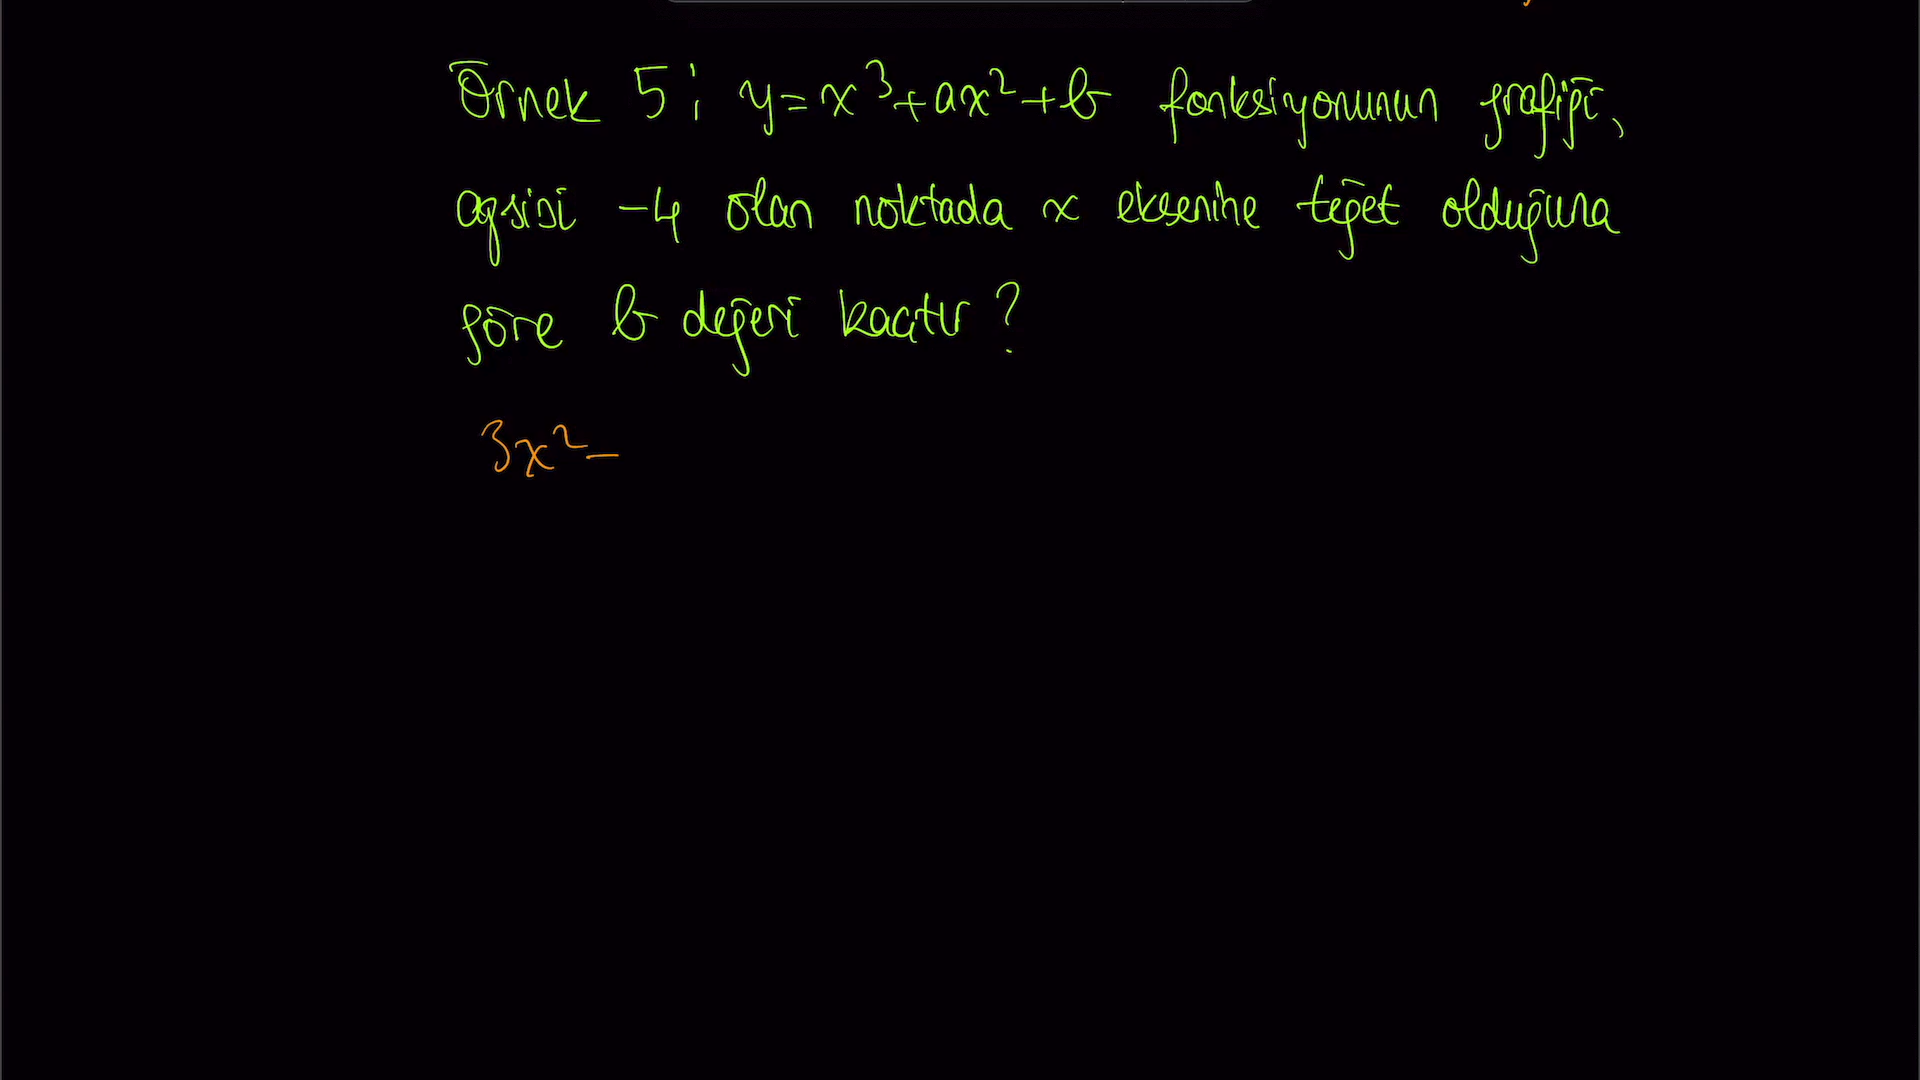 Örnek 5: y=x³+ax²+b fonksiyonunun grafiği,
apsisi -4 olan noktada x eksenine teğet olduğuna
göre b değeri kaçtır?
3x²-